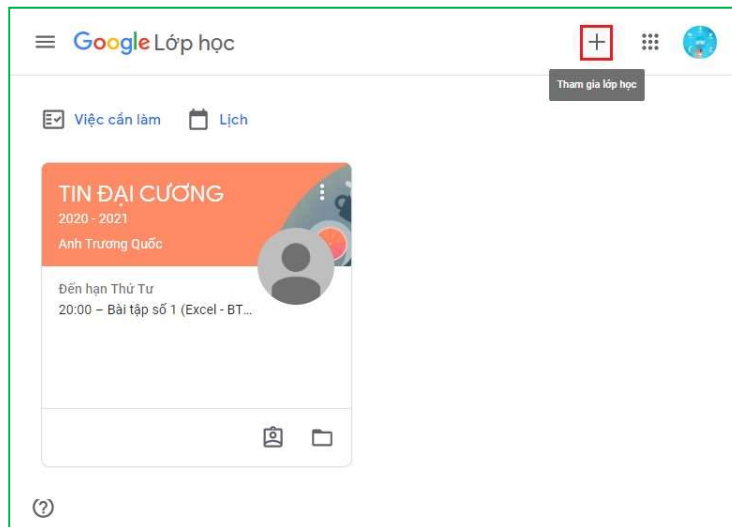 Google Lớp học
Tham gia lớp học
Việc cần làm
Lịch
TIN ĐẠI CƯƠNG
2020 - 2021
Anh Trương Quốc
Đến hạn Thứ Tư
20:00 – Bài tập số 1 (Excel - BT...